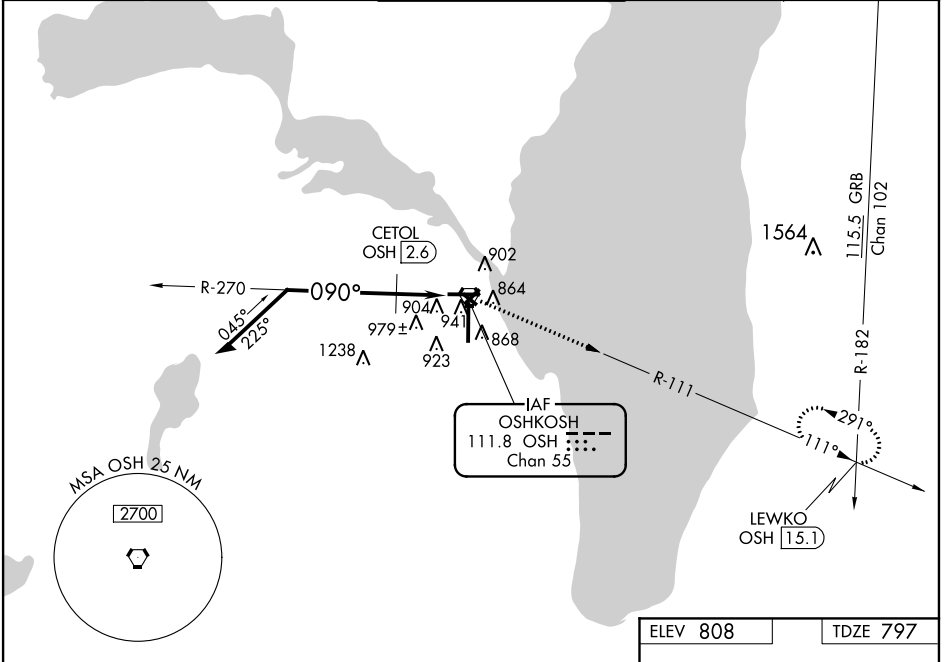 115.5 GRB
Chan 102
1564
CETOL
OSH 2.6
902
R-270
090°
864
904
941
979±
868
045°
225°
1238
923
R-182
R-111
IAF
OSHKOSH
111.8 OSH
Chan 55
291°
111°
MSA OSH 25 NM
2700
LEWKO
OSH 15.1
ELEV 808
TDZE 797